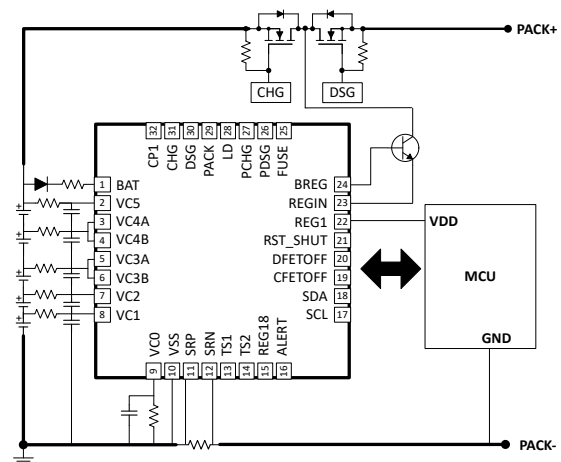 PACK+
CHG DSG
32 31 30 29 28 27 26 25
CP1 CHG DSG PACK LD PCHG PDSG FUSE
1 BAT
2 VC5
3 VC4A
4 VC4B
5 VC3A
6 VC3B
7 VC2
8 VC1
BREG 24
REGIN 23
REG1 22
RST_SHUT 21
DFETOFF 20
CFETOFF 19
SDA 18
SCL 17
VC0 VSS SRP SRN TS1 TS2 REG18 ALERT
9 10 11 12 13 14 15 16
VDD
MCU
GND
PACK-
+
+
+
+
+